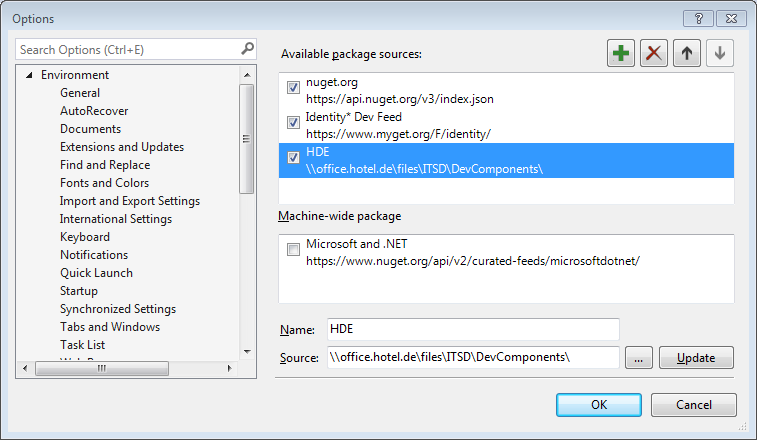 Options
Search Options (Ctrl+E)
Environment
General
AutoRecover
Documents
Extensions and Updates
Find and Replace
Fonts and Colors
Import and Export Settings
International Settings
Keyboard
Notifications
Quick Launch
Startup
Synchronized Settings
Tabs and Windows
Task List
Available package sources:
nuget.org
https://api.nuget.org/v3/index.json
Identity* Dev Feed
https://www.myget.org/F/identity/
HDE
\\office.hotel.de\files\ITSD\DevComponents\
Machine-wide package
Microsoft and .NET
https://www.nuget.org/api/v2/curated-feeds/microsoftdotnet/
Name: HDE
Source: \\office.hotel.de\files\ITSD\DevComponents\ ... Update
OK Cancel